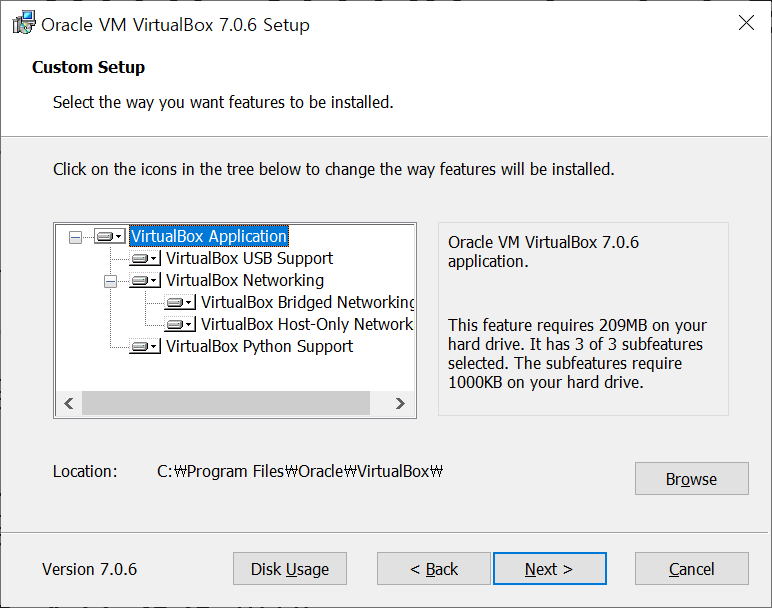 Oracle VM VirtualBox 7.0.6 Setup
Custom Setup
Select the way you want features to be installed.
Click on the icons in the tree below to change the way features will be installed.
VirtualBox Application
VirtualBox USB Support
VirtualBox Networking
VirtualBox Bridged Networking
VirtualBox Host-Only Network
VirtualBox Python Support
Oracle VM VirtualBox 7.0.6
application.
This feature requires 209MB on your
hard drive. It has 3 of 3 subfeatures
selected. The subfeatures require
1000KB on your hard drive.
Location: C:₩Program Files₩Oracle₩VirtualBox₩
Browse
Version 7.0.6
Disk Usage
< Back
Next >
Cancel